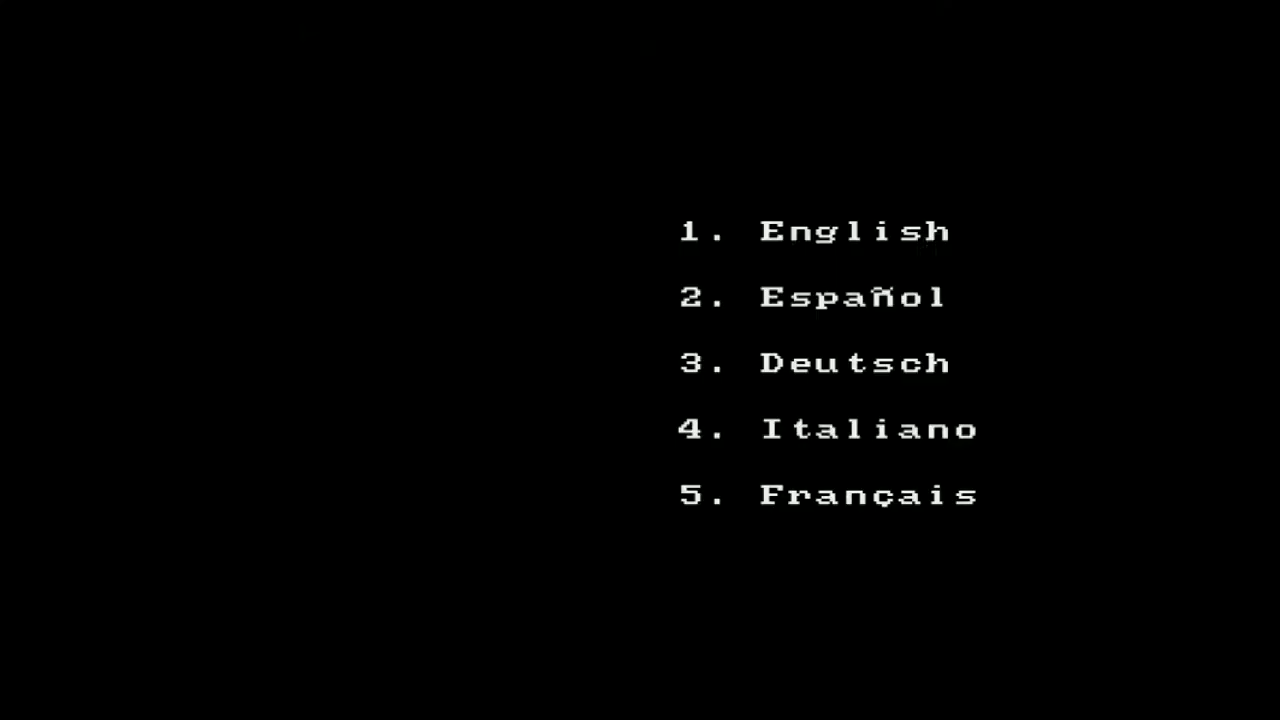 1. English
2. Español
3. Deutsch
4. Italiano
5. Français